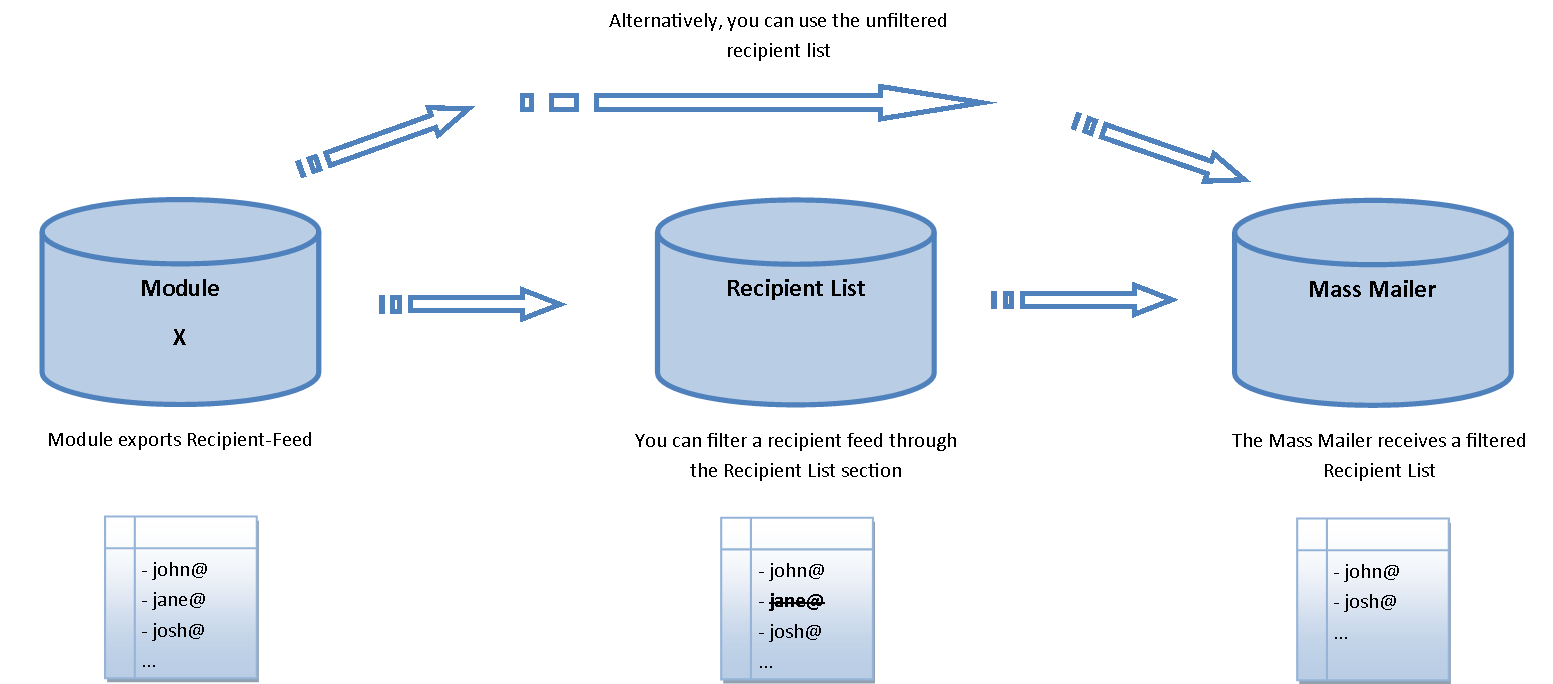 Alternatively, you can use the unfiltered
recipient list
Module
X
Recipient List
Mass Mailer
Module exports Recipient-Feed
You can filter a recipient feed through
the Recipient List section
The Mass Mailer receives a filtered
Recipient List
- john@
- jane@
- josh@
...
- john@
- jane@
- josh@
...
- john@
- josh@
...